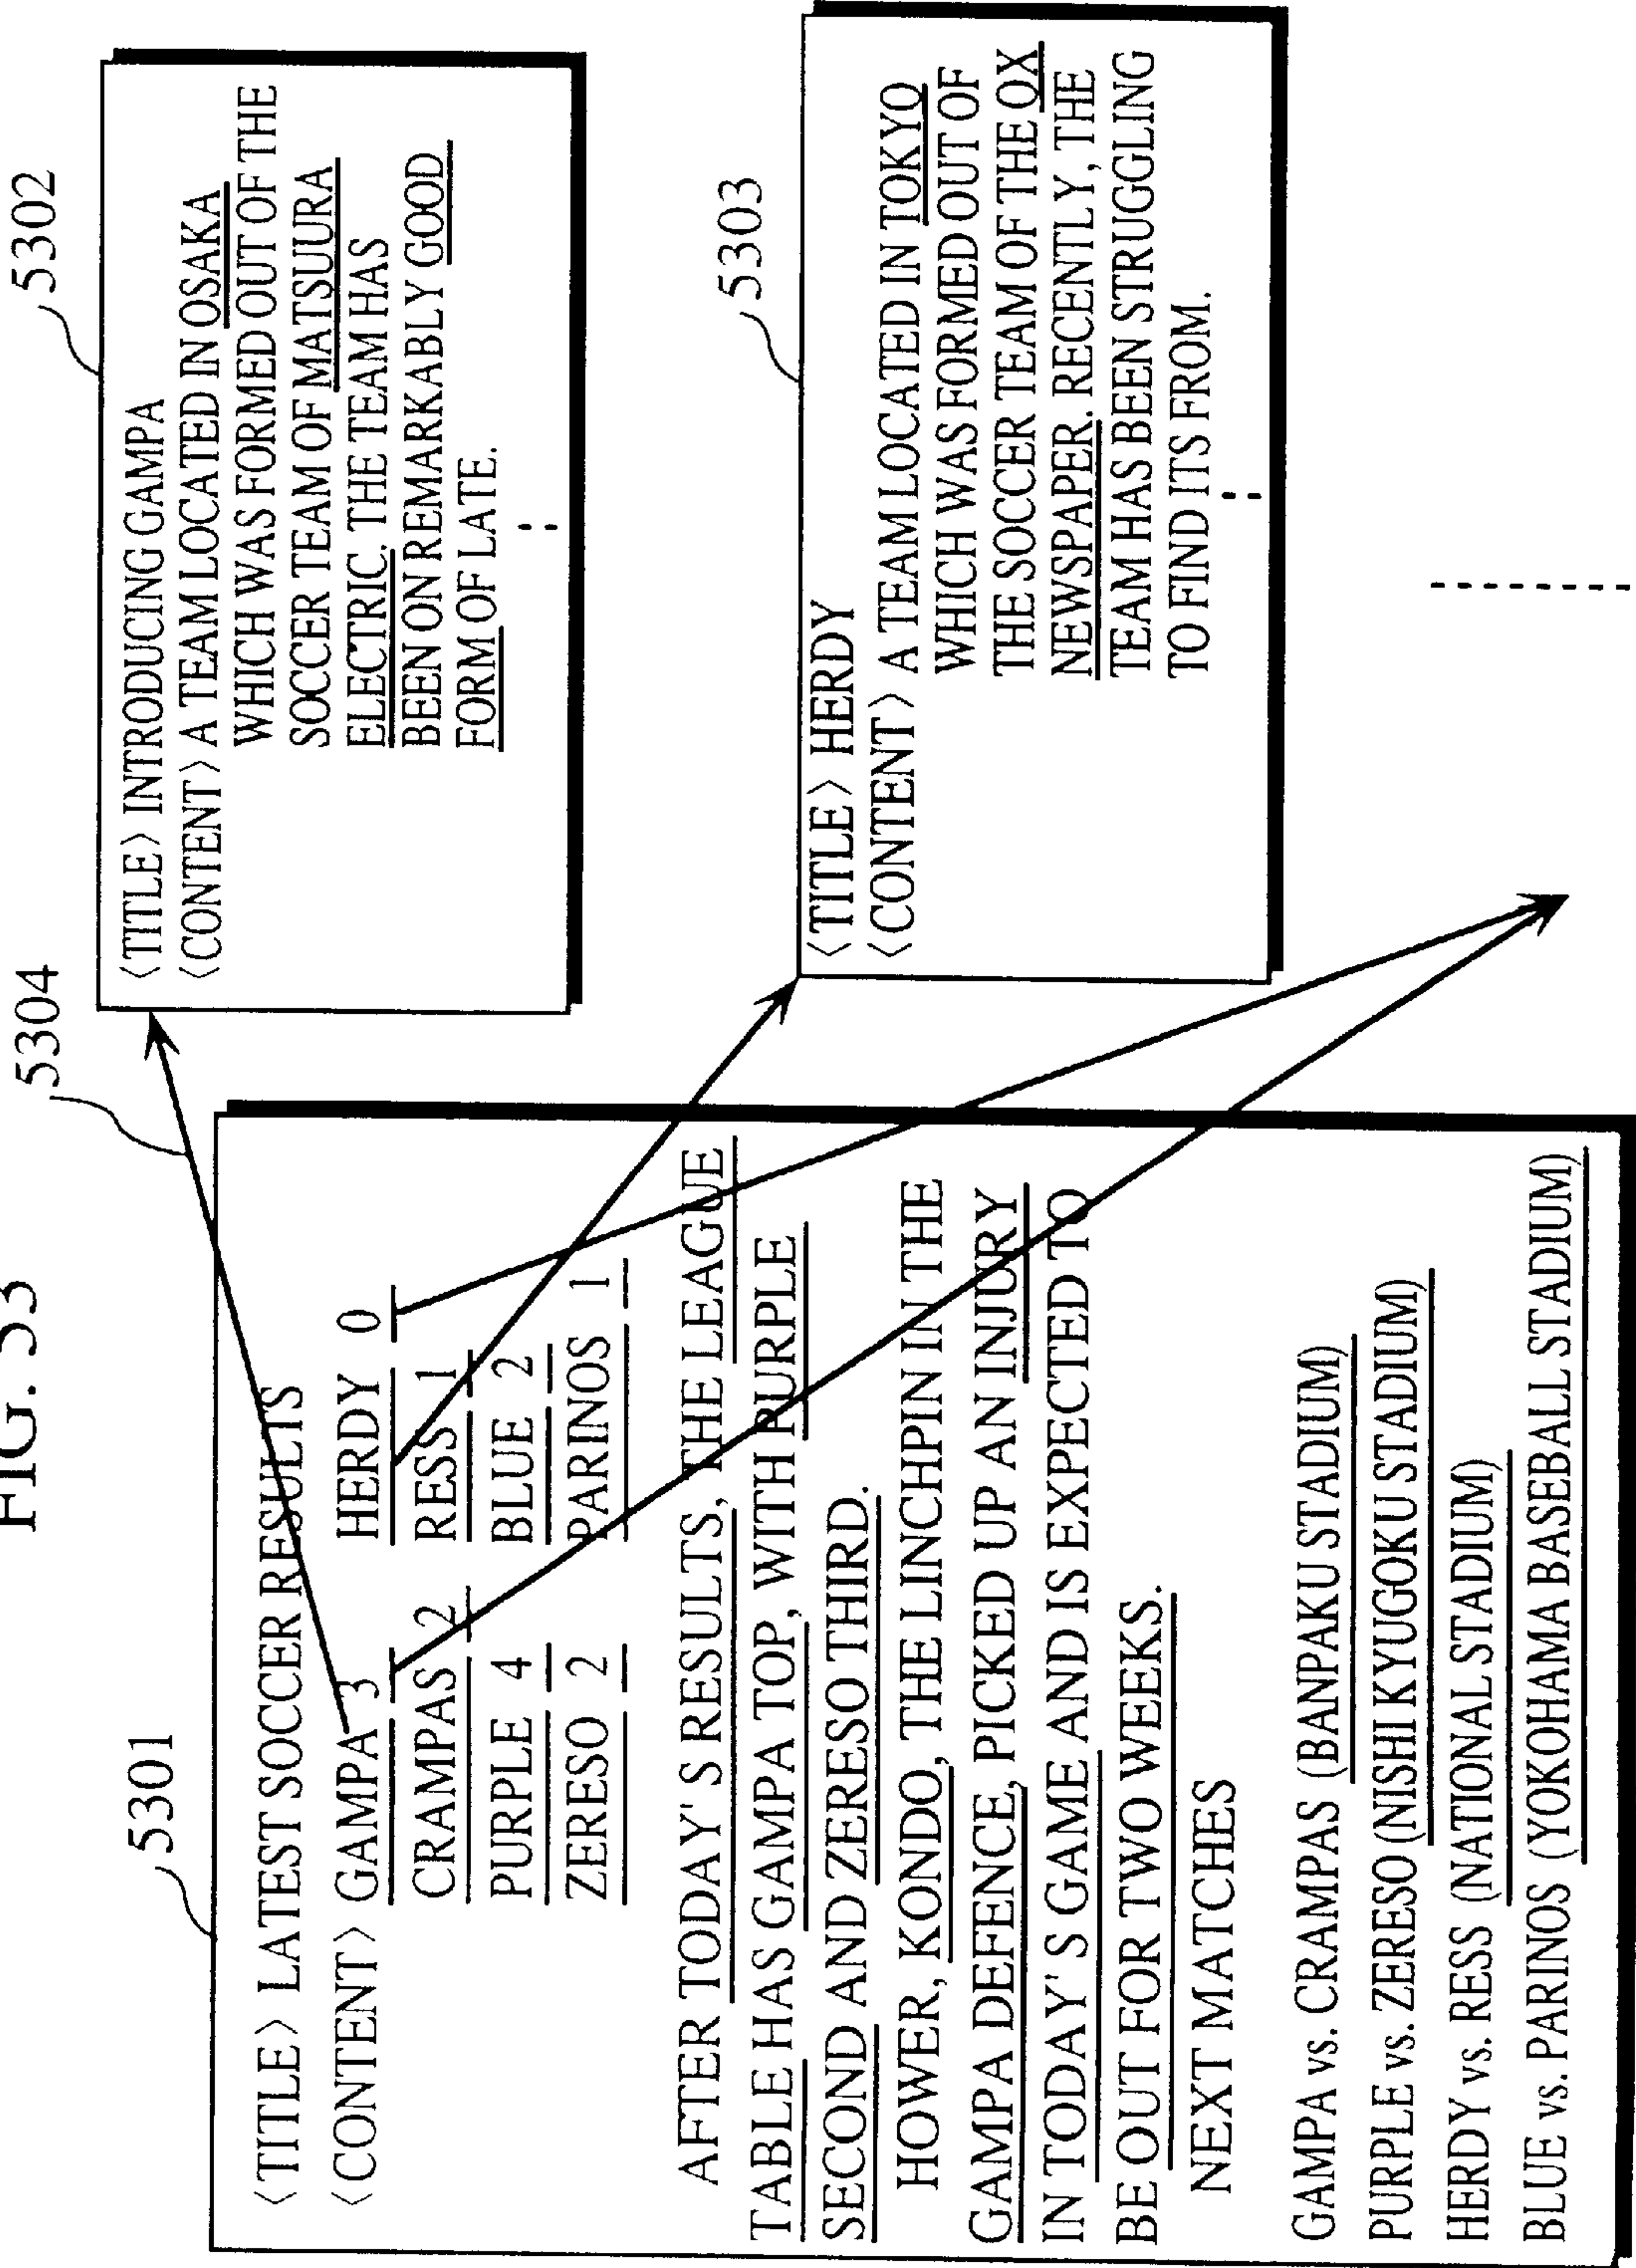 FIG. 53
5301
<TITLE> LATEST SOCCER RESULTS
<CONTENT> GAMPA 3 HERDY 0
CRAMPAS 2 RESS 1
PURPLE 4 BLUE 2
ZERESO 2 PARINOS 1
AFTER TODAY'S RESULTS, THE LEAGUE
TABLE HAS GAMPA TOP, WITH PURPLE
SECOND AND ZERESO THIRD.
HOWER, KONDO, THE LINCHPIN IN THE
GAMPA DEFENCE, PICKED UP AN INJURY
IN TODAY'S GAME AND IS EXPECTED TO
BE OUT FOR TWO WEEKS.
NEXT MATCHES
GAMPA vs. CRAMPAS (BANPAKU STADIUM)
PURPLE vs. ZERESO (NISHI KYUGOKU STADIUM)
HERDY vs. RESS (NATIONAL STADIUM)
BLUE vs. PARINOS (YOKOHAMA BASEBALL STADIUM)
5304
5302
<TITLE> INTRODUCING GAMPA
<CONTENT> A TEAM LOCATED IN OSAKA
WHICH WAS FORMED OUT OF THE
SOCCER TEAM OF MATSUURA
ELECTRIC. THE TEAM HAS
BEEN ON REMARKABLY GOOD
FORM OF LATE.
5303
<TITLE> HERDY
<CONTENT> A TEAM LOCATED IN TOKYO
WHICH WAS FORMED OUT OF
THE SOCCER TEAM OF THE OX
NEWSPAPER. RECENTLY, THE
TEAM HAS BEEN STRUGGLING
TO FIND ITS FROM.